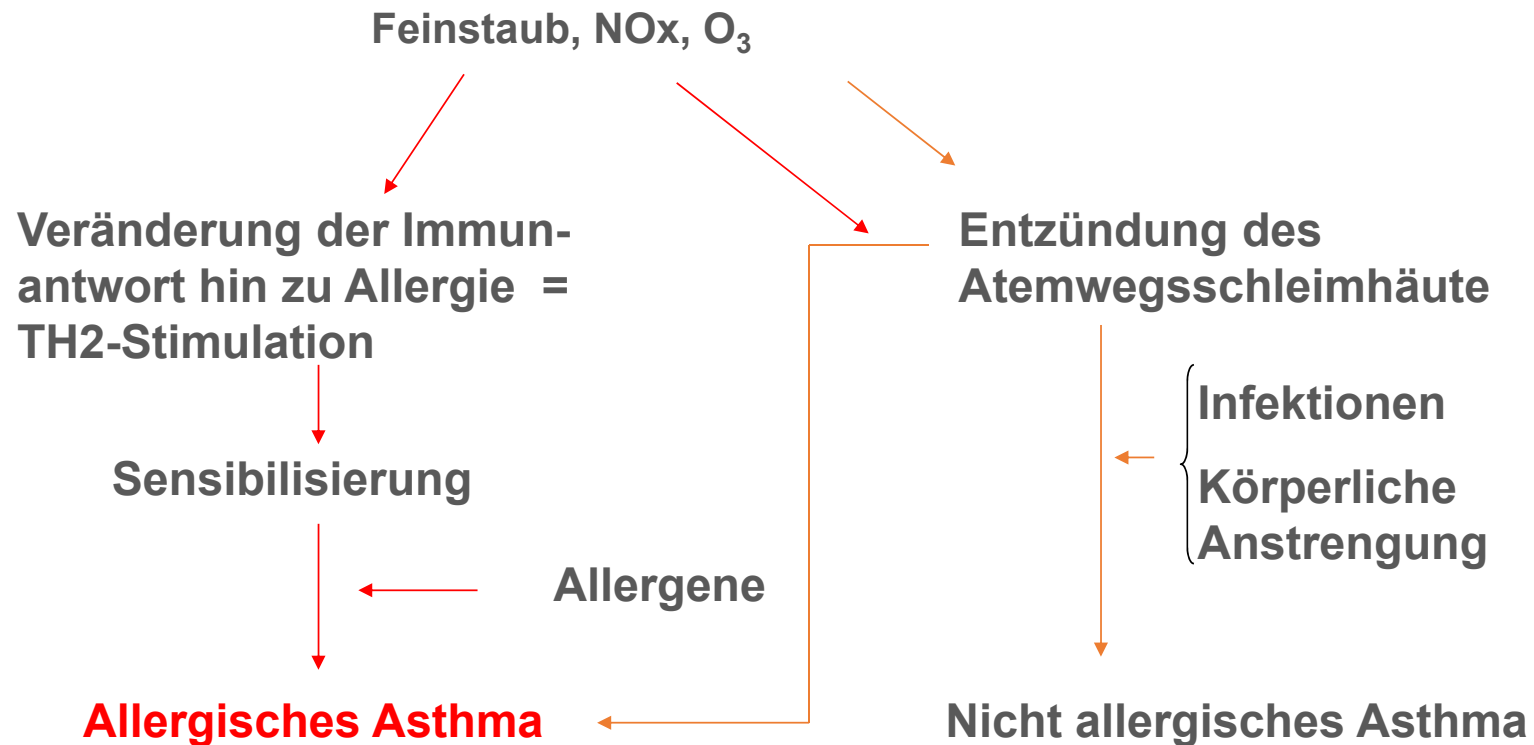 Feinstaub, NOx, O₃
Veränderung der Immun-
antwort hin zu Allergie =
TH2-Stimulation
Entzündung des
Atemwegsschleimhäute
Infektionen
Körperliche
Anstrengung
Sensibilisierung
Allergene
Allergisches Asthma
Nicht allergisches Asthma